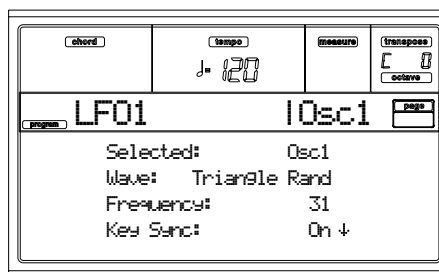 chord tempo measure transpose
♩= 120 C 0
octave
program LFO1 |Osc1 page
Selected: Osc1
Wave: Triangle Rand
Frequency: 31
Key Sync: On ↓